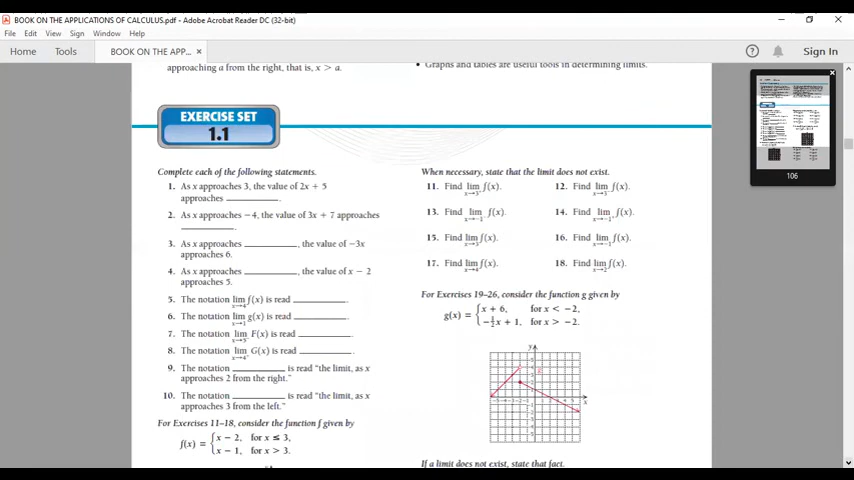 BOOK ON THE APPLICATIONS OF CALCULUS.pdf - Adobe Acrobat Reader DC (32-bit)
File Edit View Sign Window Help
Home Tools BOOK ON THE APP... × Sign In
approaching a from the right, that is, x > a.
• Graphs and tables are useful tools in determining limits.
EXERCISE SET
1.1
Complete each of the following statements.
1. As x approaches 3, the value of 2x + 5
approaches ________.
2. As x approaches −4, the value of 3x + 7 approaches
________.
3. As x approaches ________, the value of −3x
approaches 6.
4. As x approaches ________, the value of x − 2
approaches 5.
5. The notation lim x→4 f(x) is read ________.
6. The notation lim x→1 g(x) is read ________.
7. The notation lim x→5⁻ F(x) is read ________.
8. The notation lim x→4⁺ G(x) is read ________.
9. The notation ________ is read “the limit, as x
approaches 2 from the right.”
10. The notation ________ is read “the limit, as x
approaches 3 from the left.”
For Exercises 11–18, consider the function f given by
f(x) = { x − 2, for x ≤ 3,
x − 1, for x > 3.
When necessary, state that the limit does not exist.
11. Find lim f(x). 12. Find lim f(x).
13. Find lim f(x). 14. Find lim f(x).
15. Find lim x→3 f(x). 16. Find lim x→−1 f(x).
17. Find lim x→4 f(x). 18. Find lim x→2 f(x).
For Exercises 19–26, consider the function g given by
g(x) = { x + 6, for x < −2,
−½x + 1, for x > −2.
y
x
If a limit does not exist, state that fact.
106